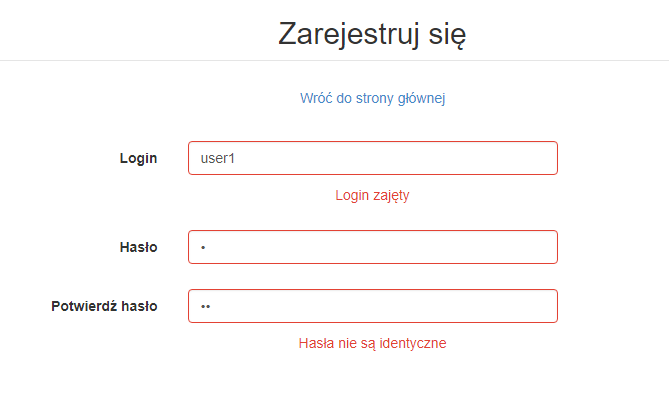 Zarejestruj się
Wróć do strony głównej
Login
user1
Login zajęty
Hasło
•
Potwierdź hasło
••
Hasła nie są identyczne